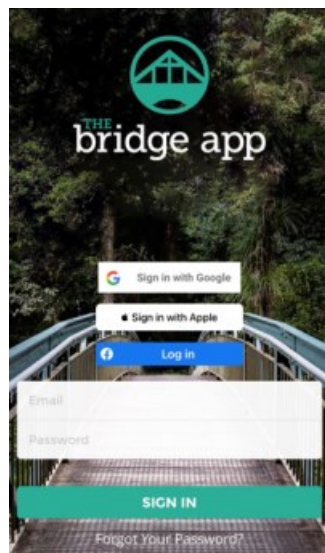 THE
bridge app
Sign in with Google
Sign in with Apple
Log in
Email
Password
SIGN IN
Forgot Your Password?